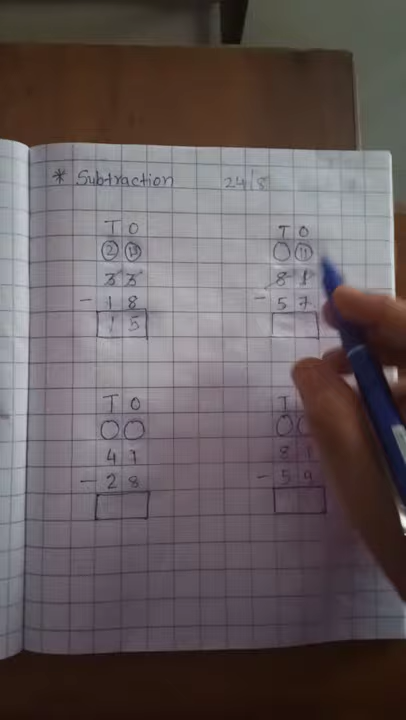 * Subtraction 24/8
T O
2 13
3 3
- 1 8
1 5
T O
11
8 1
- 5 7
T O
4 7
- 2 8
T
8 1
- 5 9